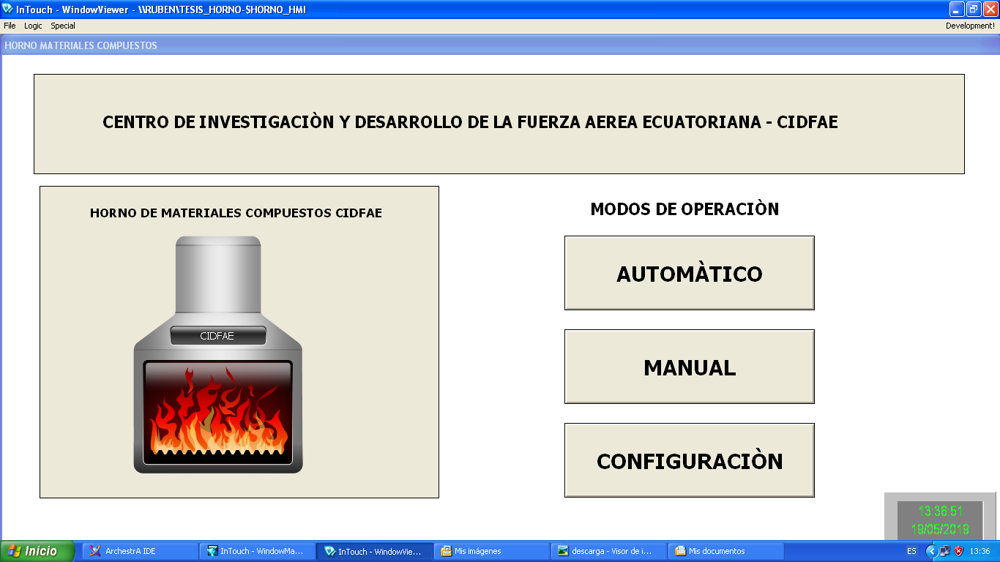 InTouch - WindowViewer - \\RUBEN\TESIS_HORNO-$HORNO_HMI
File Logic Special Development!
HORNO MATERIALES COMPUESTOS
CENTRO DE INVESTIGACIÒN Y DESARROLLO DE LA FUERZA AEREA ECUATORIANA - CIDFAE
HORNO DE MATERIALES COMPUESTOS CIDFAE
CIDFAE
MODOS DE OPERACIÒN
AUTOMÀTICO
MANUAL
CONFIGURACIÒN
13:36:51
19/05/2019
Inicio
ArchestrA IDE
InTouch - WindowMa...
InTouch - WindowVie...
Mis imágenes
descarga - Visor de i...
Mis documentos
ES
13:36